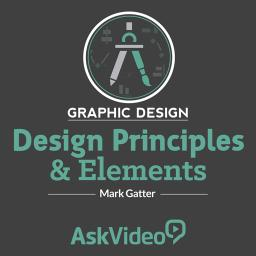 GRAPHIC DESIGN
Design Principles
& Elements
Mark Gatter
AskVideo